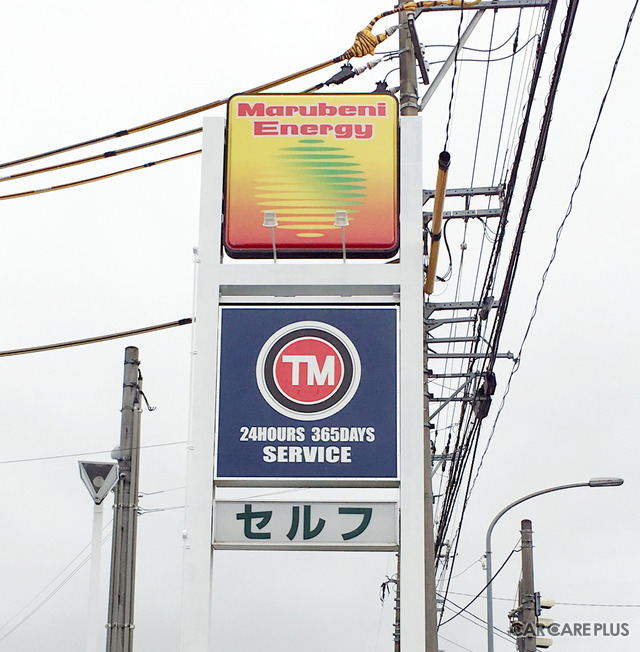 Marubeni
Energy
TM
24HOURS 365DAYS
SERVICE
セルフ
CAR CARE PLUS